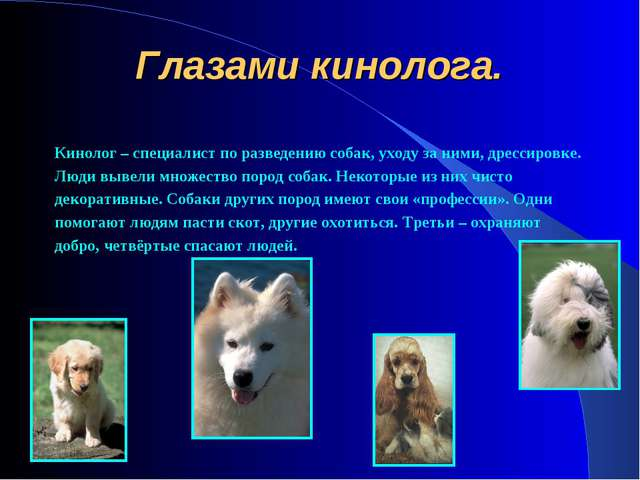 Глазами кинолога.
Кинолог – специалист по разведению собак, уходу за ними, дрессировке.
Люди вывели множество пород собак. Некоторые из них чисто
декоративные. Собаки других пород имеют свои «профессии». Одни
помогают людям пасти скот, другие охотиться. Третьи – охраняют
добро, четвёртые спасают людей.